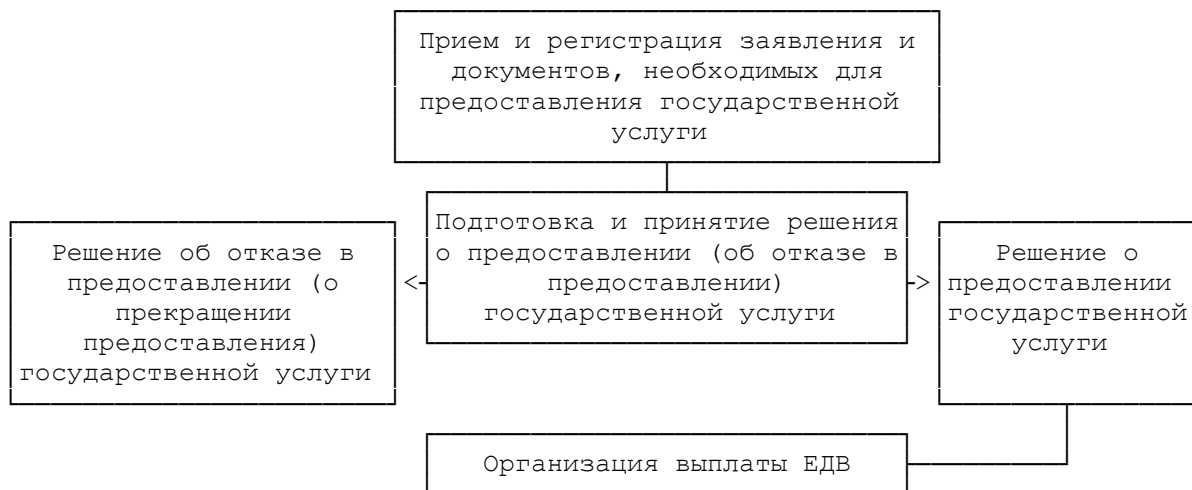 Прием и регистрация заявления и
документов, необходимых для
предоставления государственной
услуги
Подготовка и принятие решения
о предоставлении (об отказе в
предоставлении)
государственной услуги
Решение об отказе в
предоставлении (о
прекращении
предоставления)
государственной услуги
Решение о
предоставлении
государственной
услуги
Организация выплаты ЕДВ